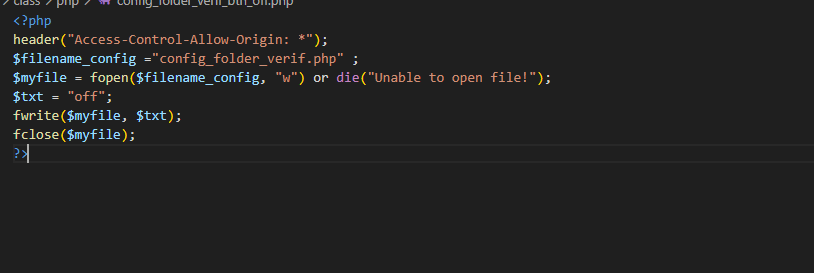 class > php > config_folder_verif_btn_off.php
<?php
header("Access-Control-Allow-Origin: *");
$filename_config ="config_folder_verif.php" ;
$myfile = fopen($filename_config, "w") or die("Unable to open file!");
$txt = "off";
fwrite($myfile, $txt);
fclose($myfile);
?>